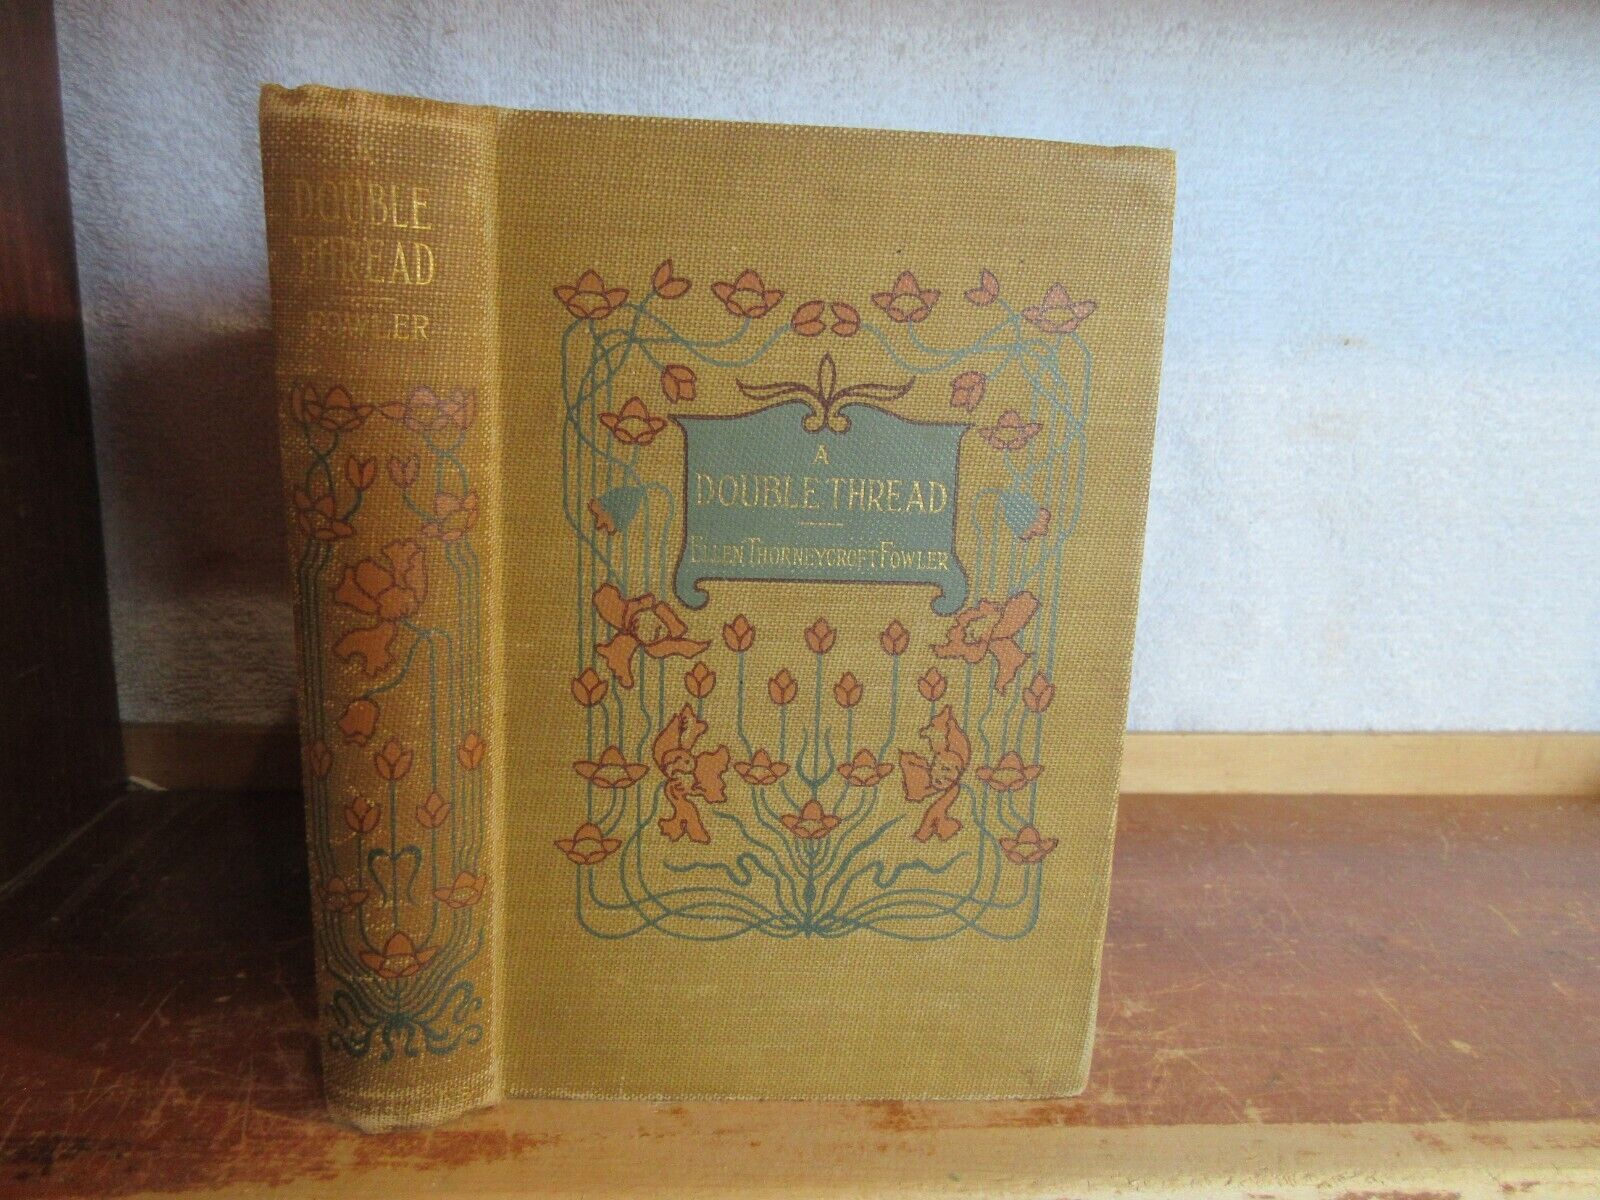 A
DOUBLE
THREAD
FOWLER
A
DOUBLE THREAD
ELLEN THORNEYCROFT FOWLER